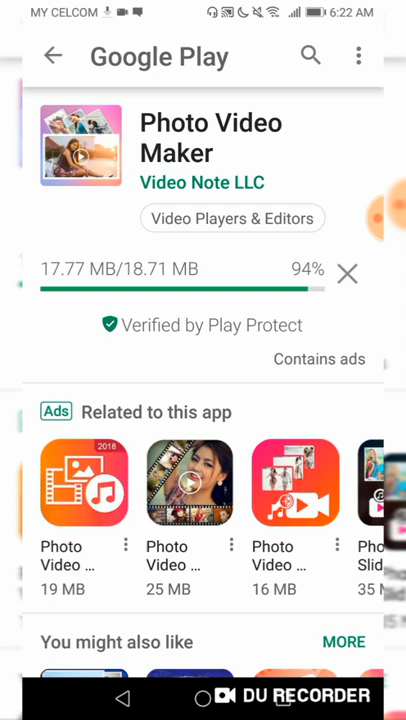 MY CELCOM
6:22 AM
Google Play
Photo Video
Maker
Video Note LLC
Video Players & Editors
17.77 MB/18.71 MB
94%
Verified by Play Protect
Contains ads
Ads Related to this app
2018
Photo
Video ...
19 MB
Photo
Video ...
25 MB
Photo
Video ...
16 MB
Pho
Slid
35 M
You might also like
MORE
DU RECORDER